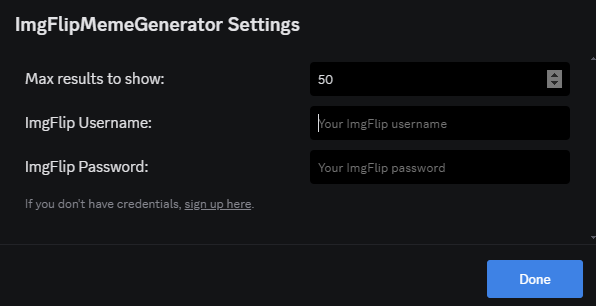 ImgFlipMemeGenerator Settings
Max results to show: 50
ImgFlip Username: Your ImgFlip username
ImgFlip Password: Your ImgFlip password
If you don't have credentials, sign up here.
Done